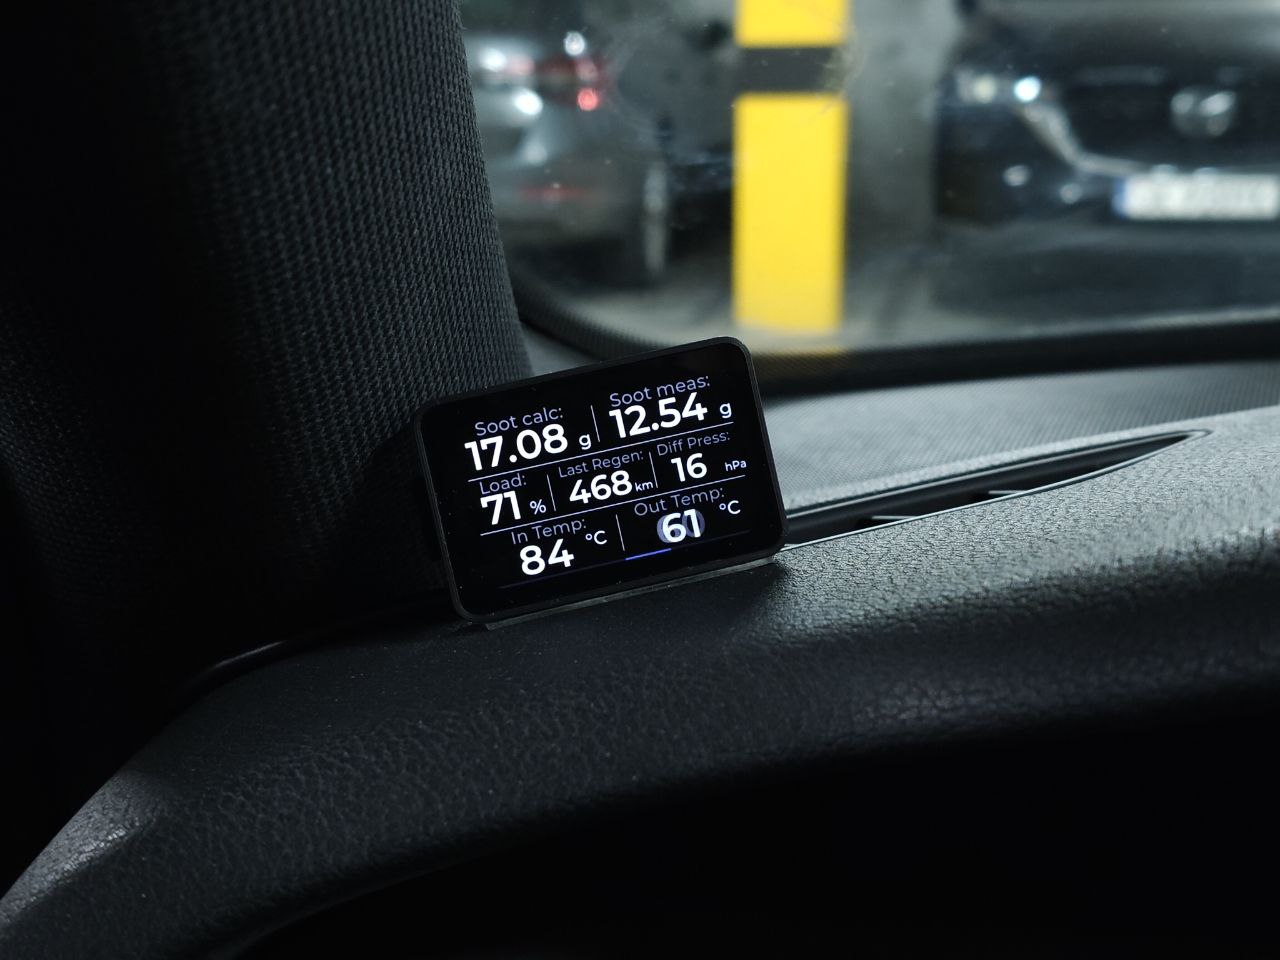 Soot calc: Soot meas:
17.08 g 12.54 g
Load: Last Regen: Diff Press:
71 % 468 km 16 hPa
In Temp: Out Temp:
84 °C 61 °C